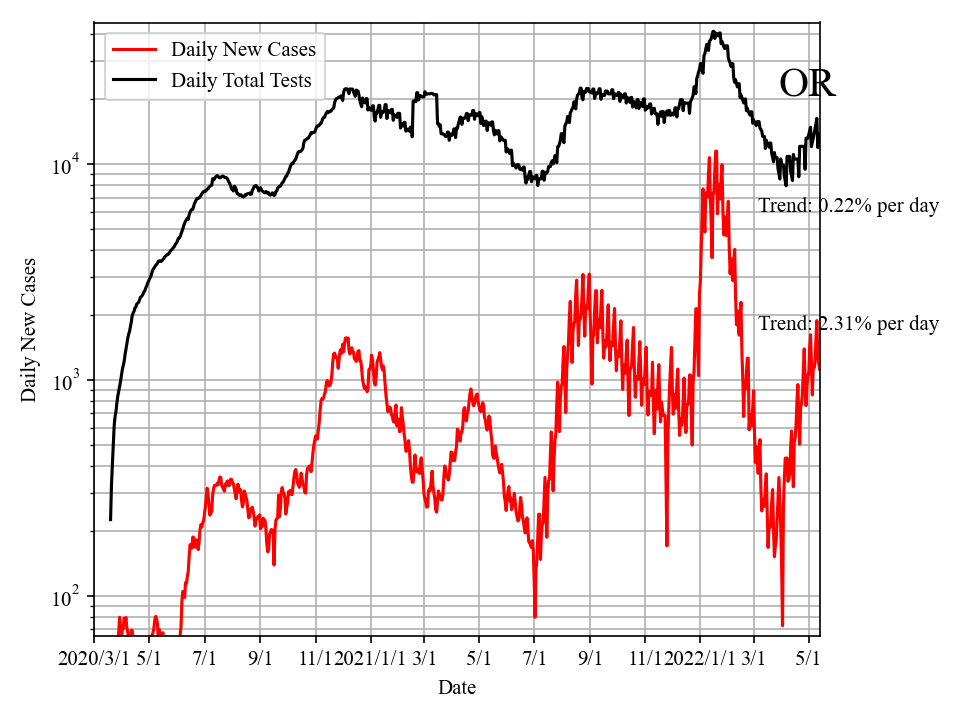 Daily New Cases
Daily Total Tests
OR
Trend: 0.22% per day
Trend: 2.31% per day
10^4
10^3
10^2
Daily New Cases
2020/3/1 5/1 7/1 9/1 11/1 2021/1/1 3/1 5/1 7/1 9/1 11/1 2022/1/1 3/1 5/1
Date